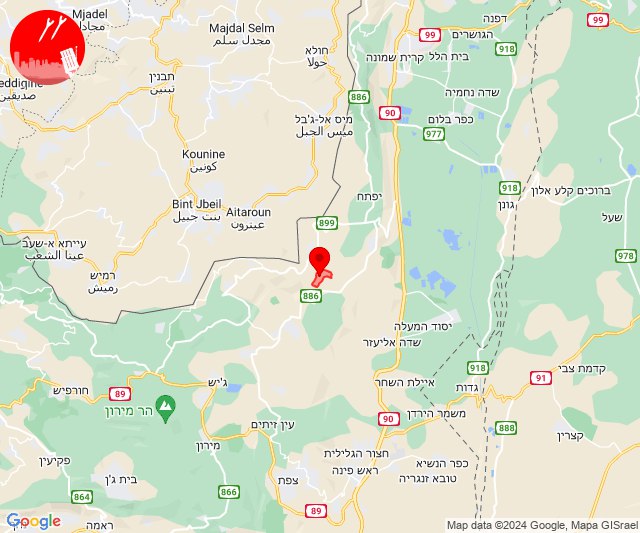 Mjadel
مجادل
Majdal Selm
מגדל סלם
חולא
حولا
דפנה
99
99
הגושרים
918
בית הלל
קרית שמונה
תבנין
تبنين
eddigine
صديقين
886
שדה נחמיה
90
מיס אל-ג'בל
ميس الجبل
כפר בלום
977
Kounine
כונין
918
ברוכים קלע אלון
גונן
יפתח
Bint Jbeil
بنت جبيل
Aitaroun
עיתרון
899
שעל
עייתא א-שעב
عيتا الشعب
978
רמיש
رميش
886
יסוד המעלה
שדה אליעזר
918
קדמת צבי
91
ג'יש
איילת השחר
גדות
89
חורפיש
הר מירון
90
משמר הירדן
888
קצרין
עין זיתים
מירון
חצור הגלילית
ראש פינה
כפר הנשיא
טובא זנגריה
פקיעין
בית ג'ן
צפת
864
866
89
ראמה
Google
Map data ©2024 Google, Mapa GISrael